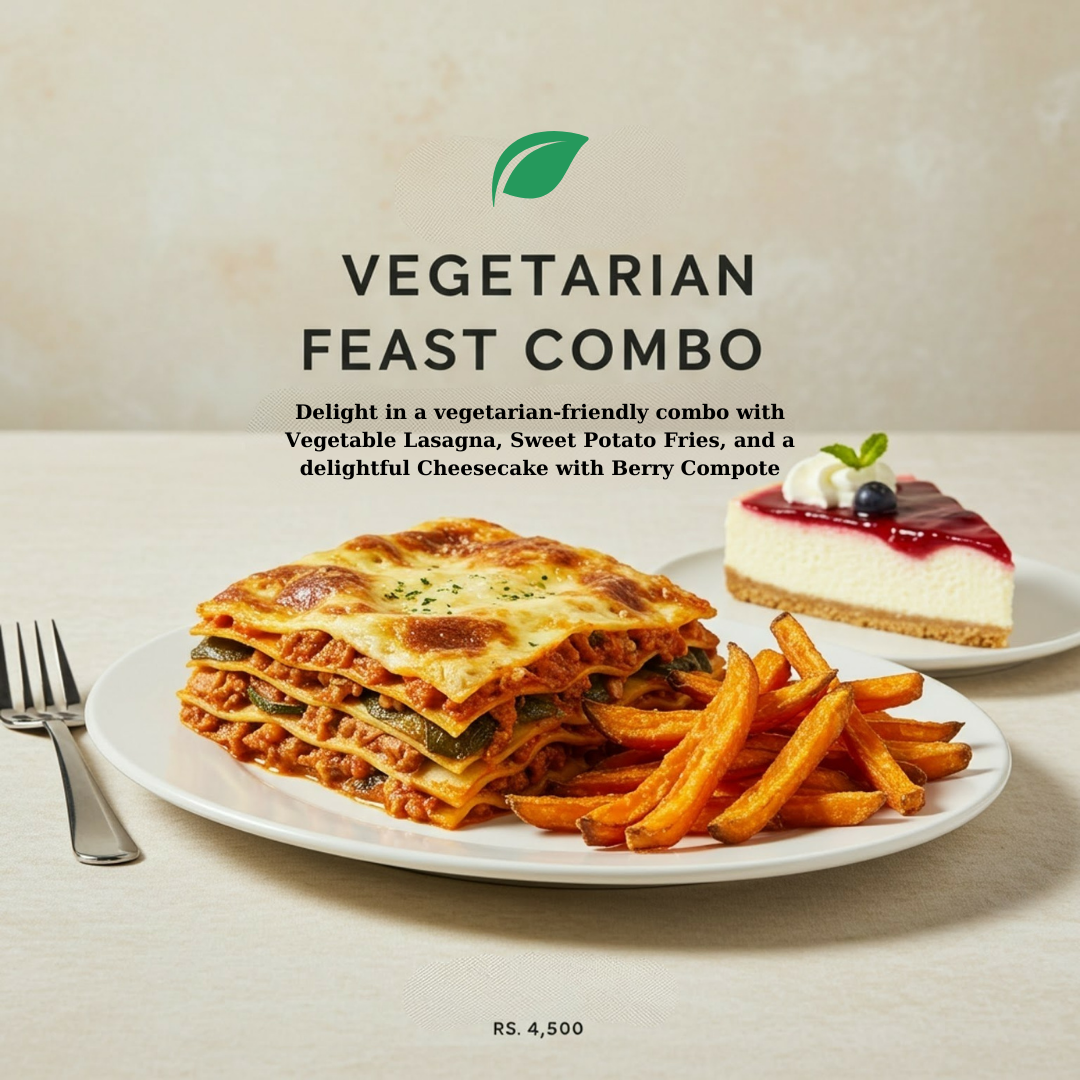 VEGETARIAN
FEAST COMBO
Delight in a vegetarian-friendly combo with
Vegetable Lasagna, Sweet Potato Fries, and a
delightful Cheesecake with Berry Compote
RS. 4,500